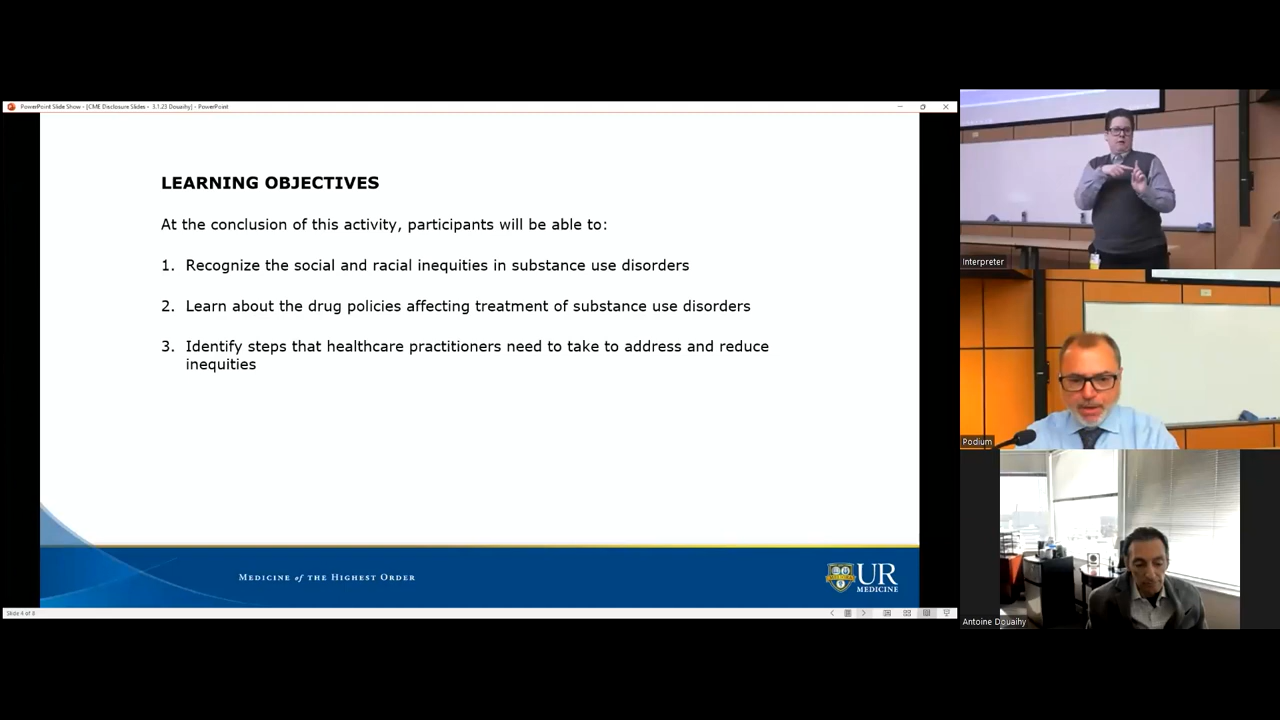 PowerPoint Slide Show - [CME Disclosure Slides - 3.1.23 Douaihy] - PowerPoint
LEARNING OBJECTIVES
At the conclusion of this activity, participants will be able to:
1. Recognize the social and racial inequities in substance use disorders
2. Learn about the drug policies affecting treatment of substance use disorders
3. Identify steps that healthcare practitioners need to take to address and reduce
inequities
MEDICINE of THE HIGHEST ORDER
UR
MEDICINE
Slide 4 of 8
Interpreter
Podium
Antoine Douaihy